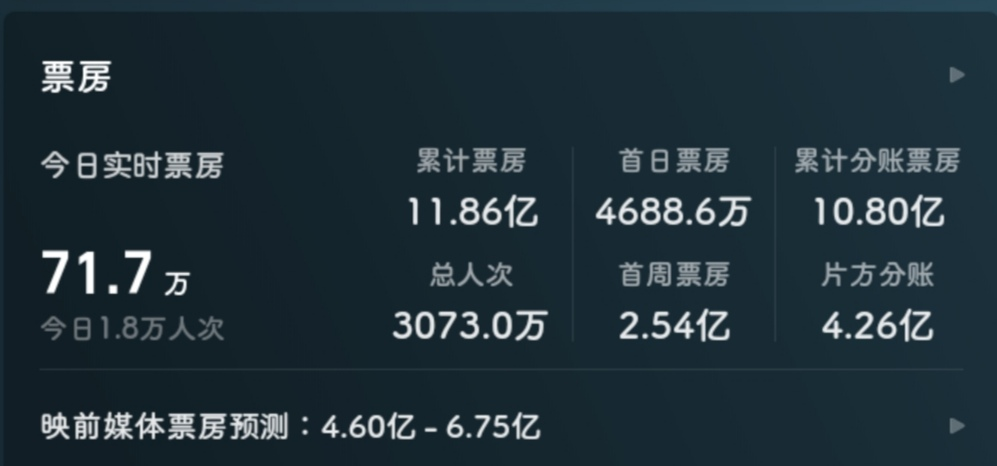 票房
今日实时票房
71.7万
今日1.8万人次
累计票房 首日票房 累计分账票房
11.86亿 4688.6万 10.80亿
总人次 首周票房 片方分账
3073.0万 2.54亿 4.26亿
映前媒体票房预测：4.60亿 - 6.75亿